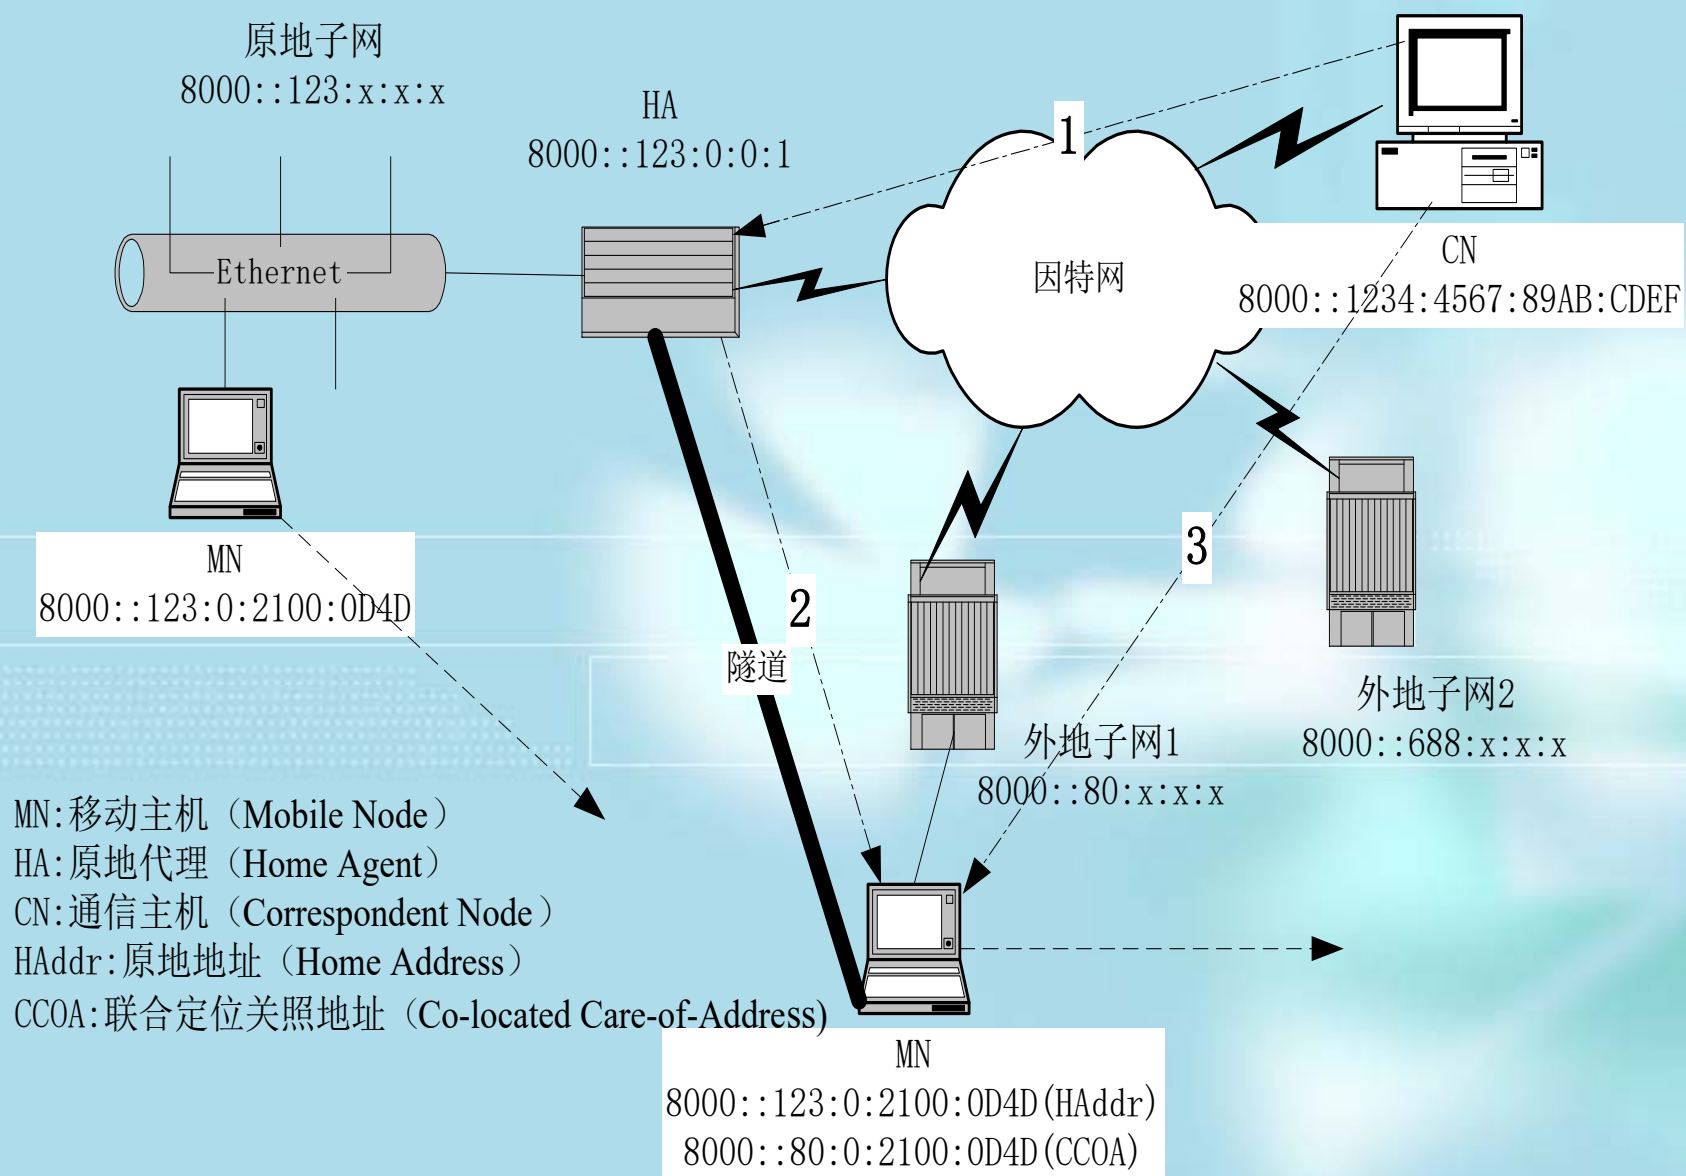 原地子网
8000::123:x:x:x
HA
8000::123:0:0:1
1
Ethernet
因特网
CN
8000::1234:4567:89AB:CDEF
MN
8000::123:0:2100:0D4D
2
隧道
3
外地子网1
8000::80:x:x:x
外地子网2
8000::688:x:x:x
MN:移动主机（Mobile Node）
HA:原地代理（Home Agent）
CN:通信主机（Correspondent Node）
HAddr:原地地址（Home Address）
CCOA:联合定位关照地址（Co-located Care-of-Address)
MN
8000::123:0:2100:0D4D(HAddr)
8000::80:0:2100:0D4D(CCOA)